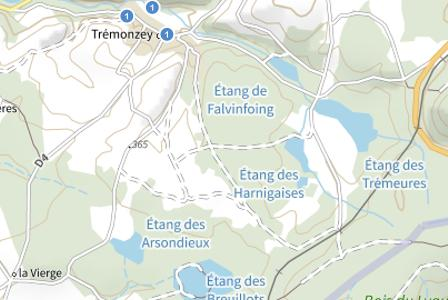 1
1
Trémonzey
1
Étang de
Falvinfoing
365
D4
Étang des
Harnigaises
Étang des
Trémeures
Étang des
Arsondieux
la Vierge
Étang des
Brouillots